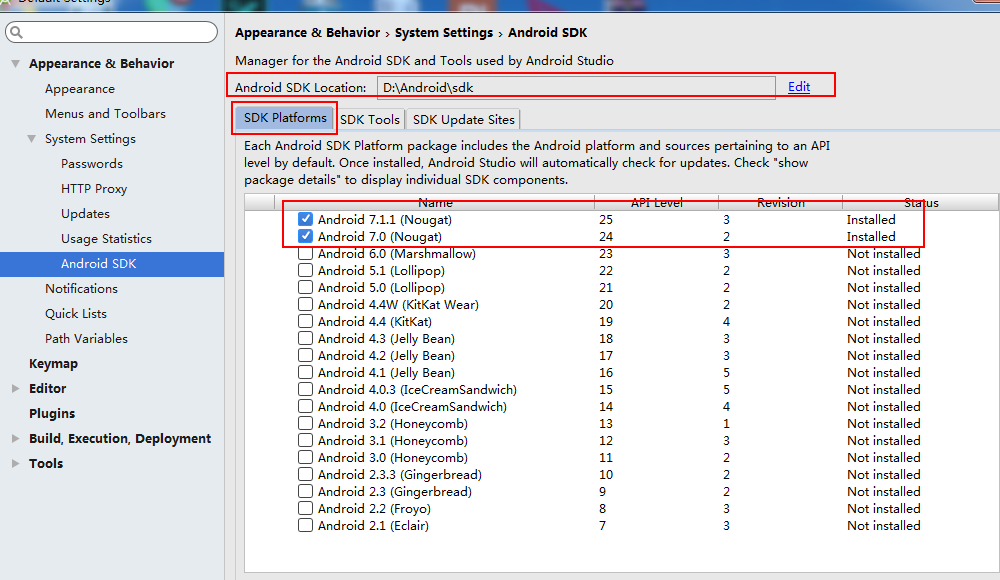 Default Settings
Appearance & Behavior › System Settings › Android SDK
Manager for the Android SDK and Tools used by Android Studio
Android SDK Location: D:\Android\sdk Edit
SDK Platforms SDK Tools SDK Update Sites
Each Android SDK Platform package includes the Android platform and sources pertaining to an API
level by default. Once installed, Android Studio will automatically check for updates. Check "show
package details" to display individual SDK components.
Name API Level Revision Status
Android 7.1.1 (Nougat) 25 3 Installed
Android 7.0 (Nougat) 24 2 Installed
Android 6.0 (Marshmallow) 23 3 Not installed
Android 5.1 (Lollipop) 22 2 Not installed
Android 5.0 (Lollipop) 21 2 Not installed
Android 4.4W (KitKat Wear) 20 2 Not installed
Android 4.4 (KitKat) 19 4 Not installed
Android 4.3 (Jelly Bean) 18 3 Not installed
Android 4.2 (Jelly Bean) 17 3 Not installed
Android 4.1 (Jelly Bean) 16 5 Not installed
Android 4.0.3 (IceCreamSandwich) 15 5 Not installed
Android 4.0 (IceCreamSandwich) 14 4 Not installed
Android 3.2 (Honeycomb) 13 1 Not installed
Android 3.1 (Honeycomb) 12 3 Not installed
Android 3.0 (Honeycomb) 11 2 Not installed
Android 2.3.3 (Gingerbread) 10 2 Not installed
Android 2.3 (Gingerbread) 9 2 Not installed
Android 2.2 (Froyo) 8 3 Not installed
Android 2.1 (Eclair) 7 3 Not installed
Appearance & Behavior
Appearance
Menus and Toolbars
System Settings
Passwords
HTTP Proxy
Updates
Usage Statistics
Android SDK
Notifications
Quick Lists
Path Variables
Keymap
Editor
Plugins
Build, Execution, Deployment
Tools